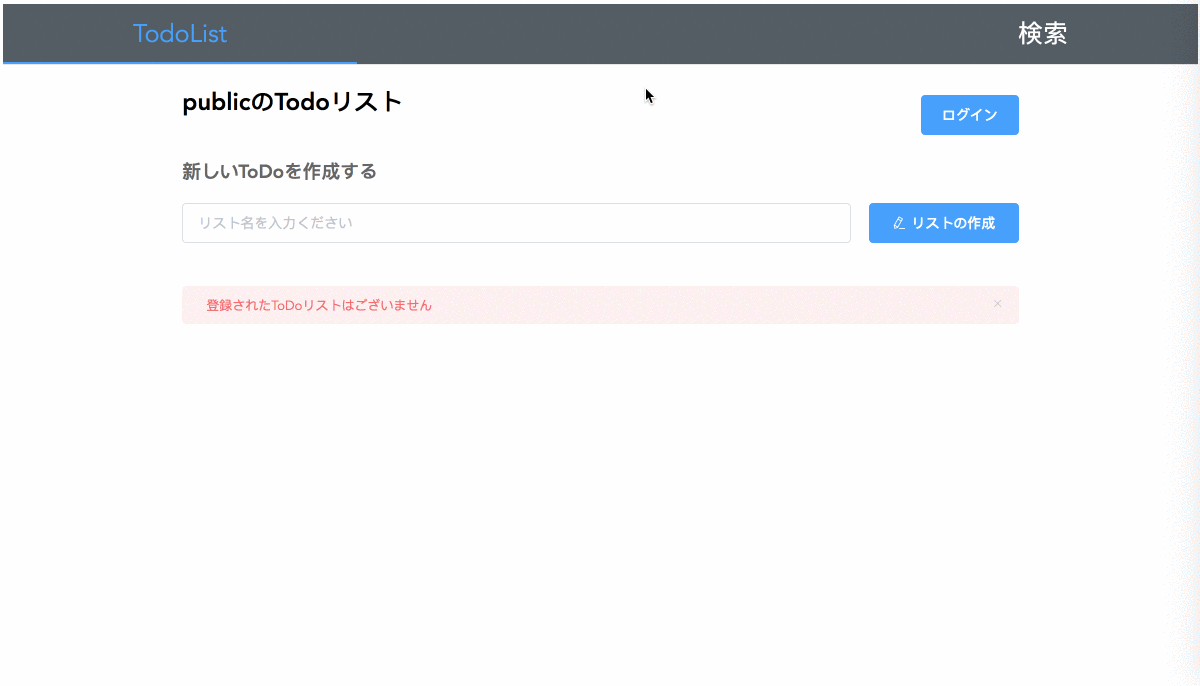 TodoList
検索
publicのTodoリスト
ログイン
新しいToDoを作成する
リスト名を入力ください
リストの作成
登録されたToDoリストはございません